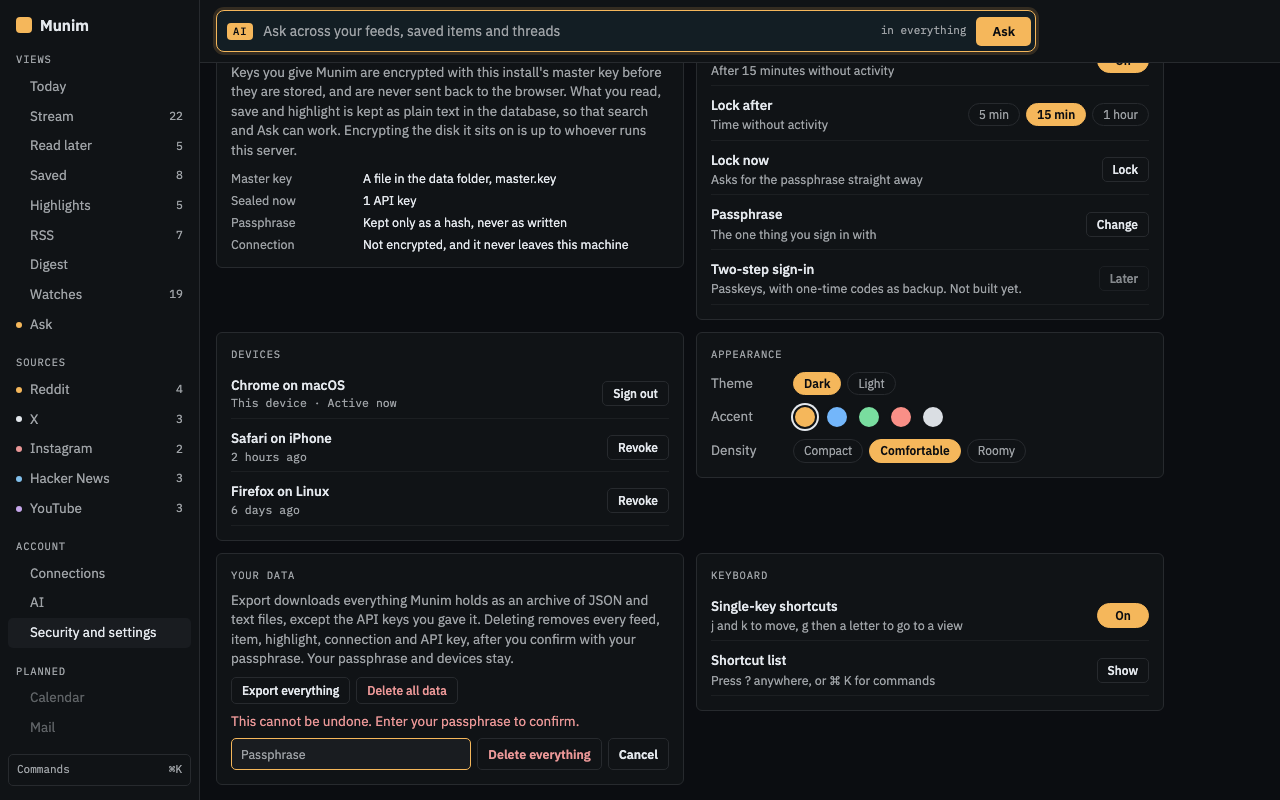 Munim
VIEWS
Today
Stream 22
Read later 5
Saved 8
Highlights 5
RSS 7
Digest
Watches 19
Ask
SOURCES
Reddit 4
X 3
Instagram 2
Hacker News 3
YouTube 3
ACCOUNT
Connections
AI
Security and settings
PLANNED
Calendar
Mail
Commands ⌘K
AI Ask across your feeds, saved items and threads in everything Ask
Keys you give Munim are encrypted with this install's master key before
they are stored, and are never sent back to the browser. What you read,
save and highlight is kept as plain text in the database, so that search
and Ask can work. Encrypting the disk it sits on is up to whoever runs
this server.
Master key A file in the data folder, master.key
Sealed now 1 API key
Passphrase Kept only as a hash, never as written
Connection Not encrypted, and it never leaves this machine
After 15 minutes without activity
Lock after
Time without activity
5 min 15 min 1 hour
Lock now
Asks for the passphrase straight away
Lock
Passphrase
The one thing you sign in with
Change
Two-step sign-in
Passkeys, with one-time codes as backup. Not built yet.
Later
DEVICES
Chrome on macOS
This device · Active now
Sign out
Safari on iPhone
2 hours ago
Revoke
Firefox on Linux
6 days ago
Revoke
APPEARANCE
Theme Dark Light
Accent
Density Compact Comfortable Roomy
YOUR DATA
Export downloads everything Munim holds as an archive of JSON and
text files, except the API keys you gave it. Deleting removes every feed,
item, highlight, connection and API key, after you confirm with your
passphrase. Your passphrase and devices stay.
Export everything Delete all data
This cannot be undone. Enter your passphrase to confirm.
Passphrase Delete everything Cancel
KEYBOARD
Single-key shortcuts
j and k to move, g then a letter to go to a view
On
Shortcut list
Press ? anywhere, or ⌘ K for commands
Show